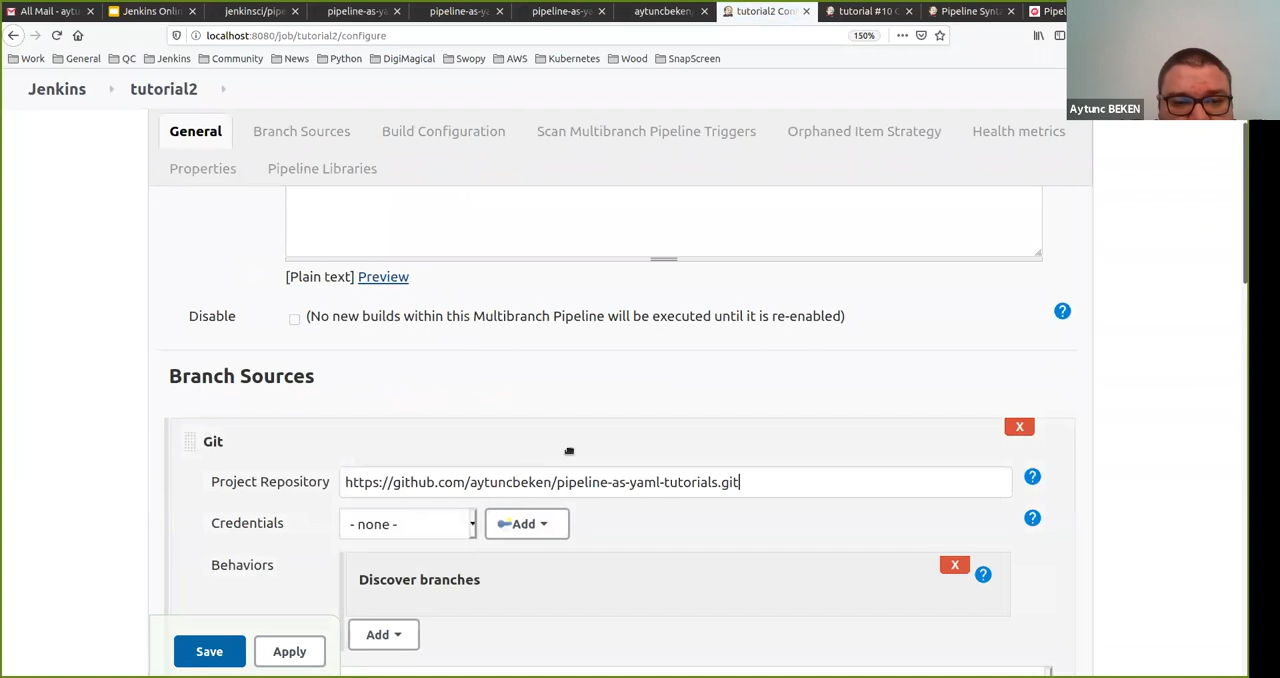 All Mail - aytu
Jenkins Onlin
jenkinsci/pipe
pipeline-as-ya
pipeline-as-ya
pipeline-as-ya
aytuncbeken,
tutorial2 Con
tutorial #10 C
Pipeline Synta
Pipel
localhost:8080/job/tutorial2/configure
150%
Work
General
QC
Jenkins
Community
News
Python
DigiMagical
Swopy
AWS
Kubernetes
Wood
SnapScreen
Jenkins
tutorial2
Aytunc BEKEN
General
Branch Sources
Build Configuration
Scan Multibranch Pipeline Triggers
Orphaned Item Strategy
Health metrics
Properties
Pipeline Libraries
[Plain text] Preview
Disable
(No new builds within this Multibranch Pipeline will be executed until it is re-enabled)
Branch Sources
X
Git
Project Repository
https://github.com/aytuncbeken/pipeline-as-yaml-tutorials.git
Credentials
- none -
Add
Behaviors
X
Discover branches
Add
Save
Apply